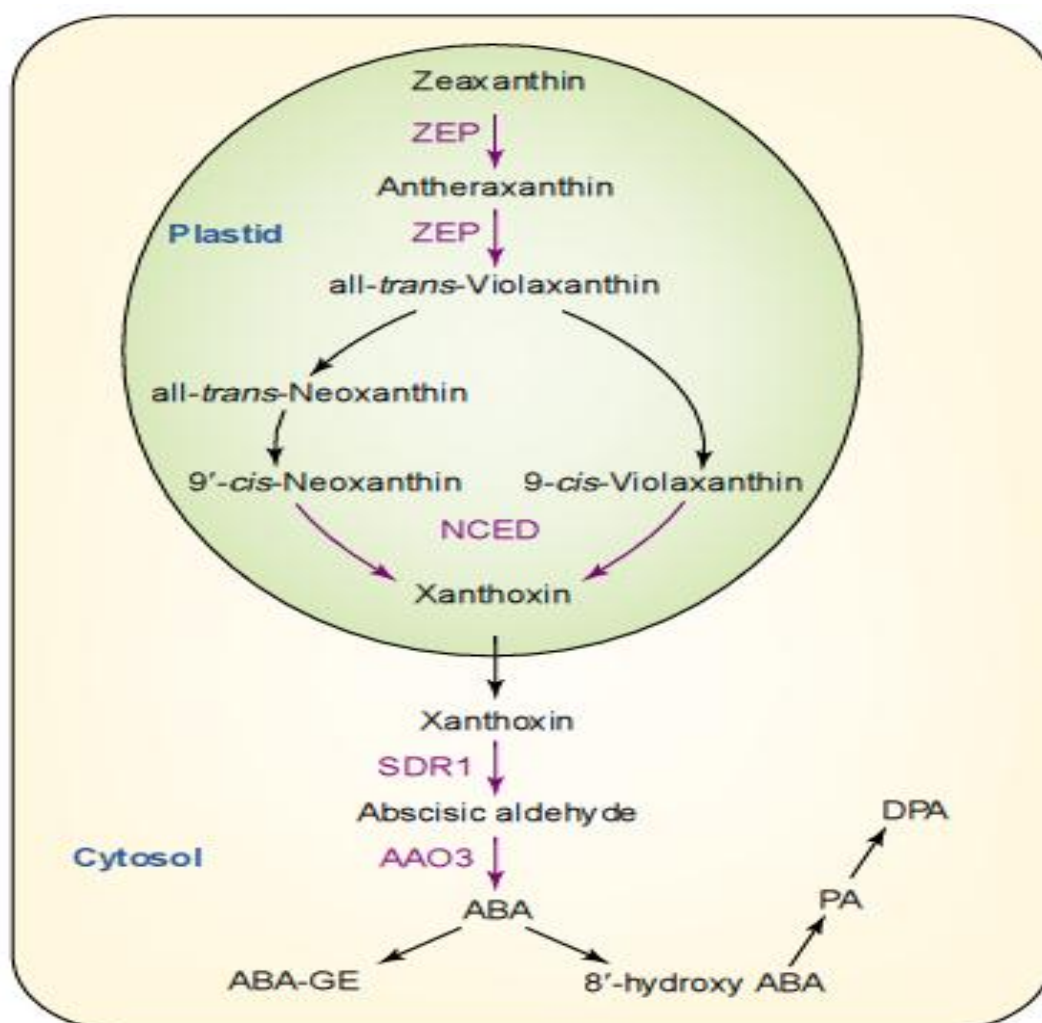 Zeaxanthin
ZEP
Antheraxanthin
Plastid
ZEP
all-trans-Violaxanthin
all-trans-Neoxanthin
9′-cis-Neoxanthin
9-cis-Violaxanthin
NCED
Xanthoxin
Xanthoxin
SDR1
Abscisic aldehyde
DPA
Cytosol
AAO3
PA
ABA
ABA-GE
8′-hydroxy ABA